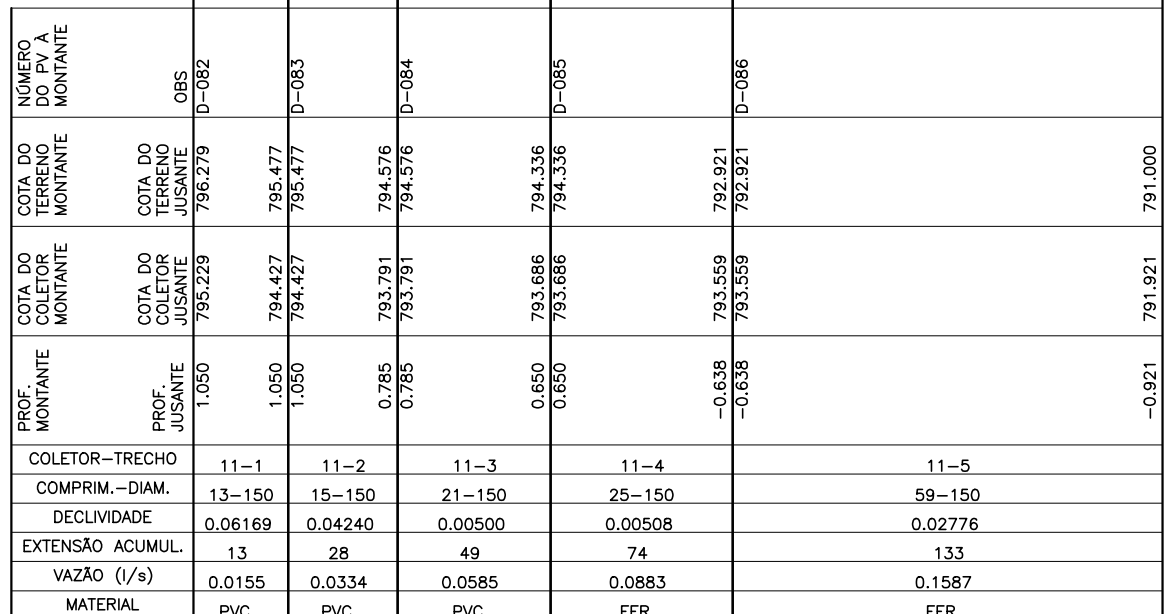 NÚMERO
DO PV À
MONTANTE
OBS
D-082
D-083
D-084
D-085
D-086
COTA DO
TERRENO
MONTANTE
COTA DO
TERRENO
JUSANTE
796.279
795.477
795.477
794.576
794.576
794.336
794.336
792.921
792.921
791.000
COTA DO
COLETOR
MONTANTE
COTA DO
COLETOR
JUSANTE
795.229
794.427
794.427
793.791
793.791
793.686
793.686
793.559
793.559
791.921
PROF.
MONTANTE
PROF.
JUSANTE
1.050
1.050
1.050
0.785
0.785
0.650
0.650
-0.638
-0.638
-0.921
COLETOR-TRECHO 11-1 11-2 11-3 11-4 11-5
COMPRIM.-DIAM. 13-150 15-150 21-150 25-150 59-150
DECLIVIDADE 0.06169 0.04240 0.00500 0.00508 0.02776
EXTENSÃO ACUMUL. 13 28 49 74 133
VAZÃO (l/s) 0.0155 0.0334 0.0585 0.0883 0.1587
MATERIAL PVC PVC PVC